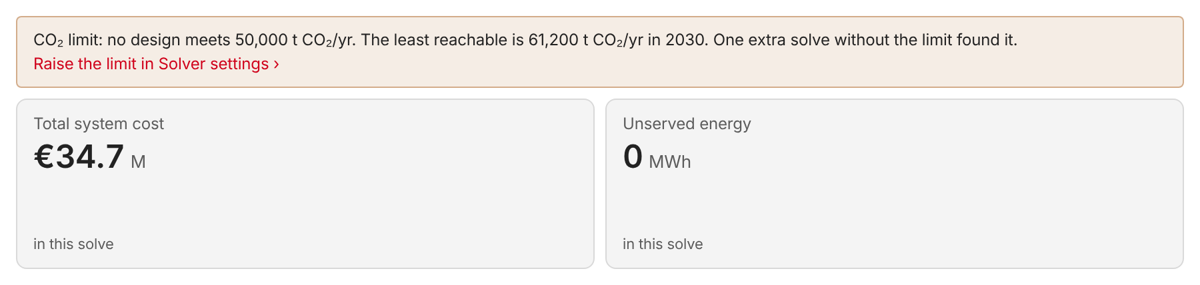 CO₂ limit: no design meets 50,000 t CO₂/yr. The least reachable is 61,200 t CO₂/yr in 2030. One extra solve without the limit found it.
Raise the limit in Solver settings ›
Total system cost
€34.7 M
in this solve
Unserved energy
0 MWh
in this solve